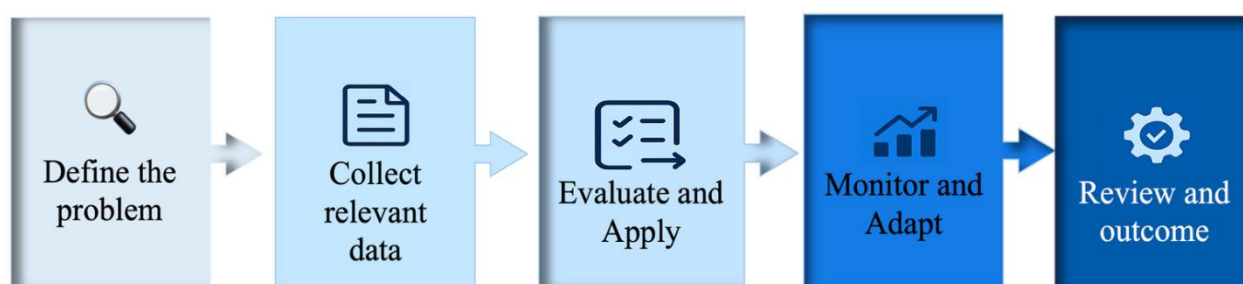 Define the
problem
Collect
relevant
data
Evaluate and
Apply
Monitor and
Adapt
Review and
outcome